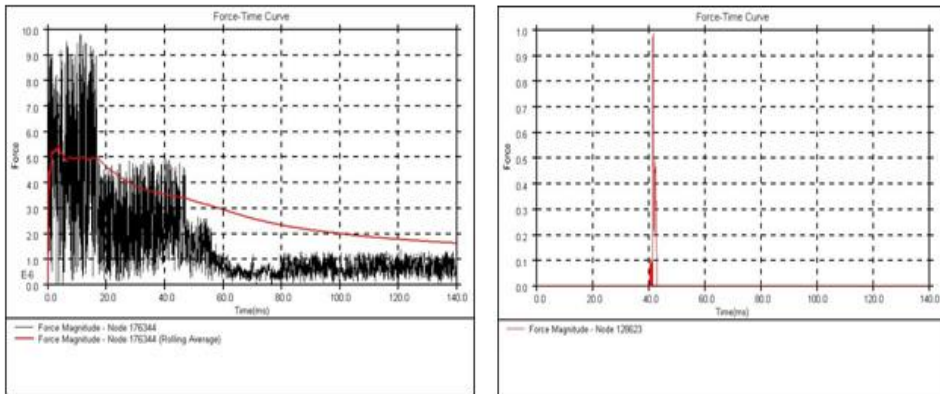 Force-Time Curve
10.0
9.0
8.0
7.0
6.0
5.0
4.0
3.0
2.0
1.0
E-6
0.0
Force
0.0 20.0 40.0 60.0 80.0 100.0 120.0 140.0
Time(ms)
Force Magnitude - Node 176344
Force Magnitude - Node 176344 (Rolling Average)
Force-Time Curve
1.0
0.9
0.8
0.7
0.6
0.5
0.4
0.3
0.2
0.1
0.0
Force
0.0 20.0 40.0 60.0 80.0 100.0 120.0 140.0
Time(ms)
Force Magnitude - Node 128623